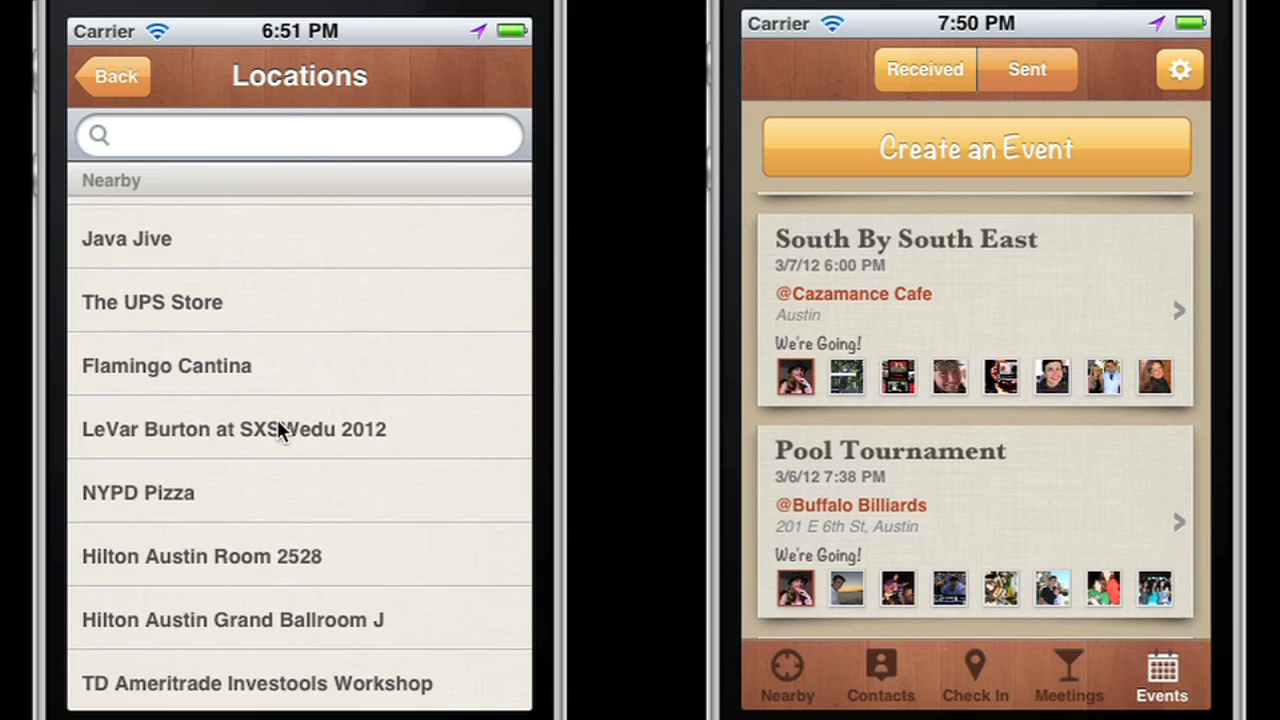 Carrier 6:51 PM
Back Locations
Nearby
Java Jive
The UPS Store
Flamingo Cantina
LeVar Burton at SXSWedu 2012
NYPD Pizza
Hilton Austin Room 2528
Hilton Austin Grand Ballroom J
TD Ameritrade Investools Workshop
Carrier 7:50 PM
Received Sent
Create an Event
South By South East
3/7/12 6:00 PM
@Cazamance Cafe
Austin
We're Going!
Pool Tournament
3/6/12 7:38 PM
@Buffalo Billiards
201 E 6th St, Austin
We're Going!
Nearby Contacts Check In Meetings Events